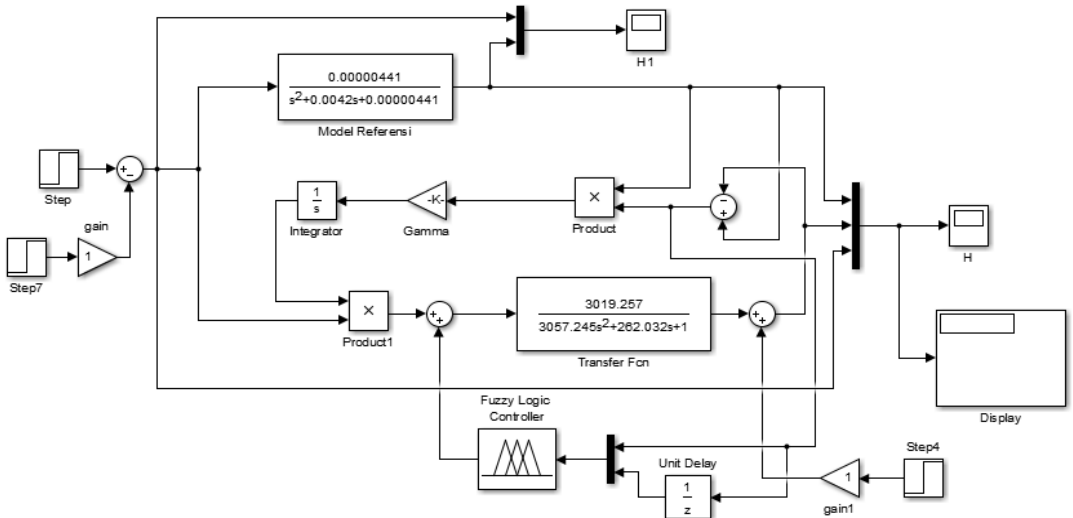 H1
0.00000441
s2+0.0042s+0.00000441
Model Referensi
+
−
Step
gain
1
Step7
1
s
Integrator
-K-
Gamma
×
Product
−
+
H
×
Product1
+
+
3019.257
3057.245s2+262.032s+1
Transfer Fcn
+
+
Display
Fuzzy Logic
Controller
Unit Delay
1
z
1
gain1
Step4